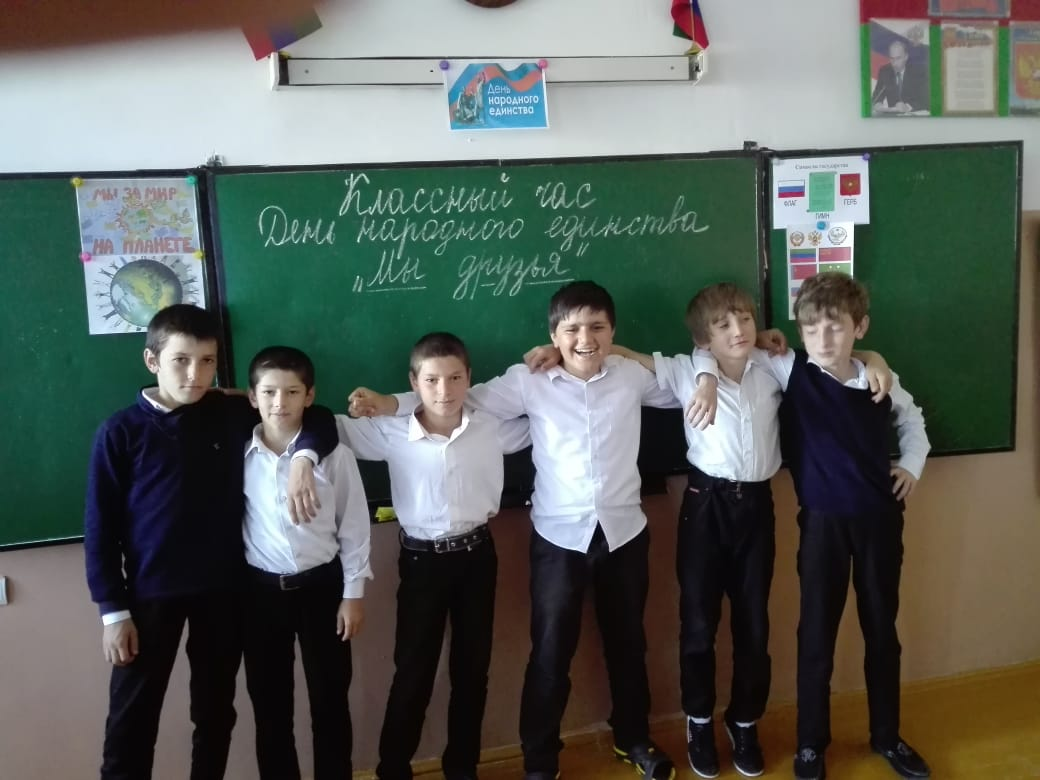 День
народного
единства
Классный час
День народного единства
„Мы друзья"
МЫ ЗА МИР
НА ПЛАНЕТЕ
Символы государства
ФЛАГ
ГИМН
ГЕРБ